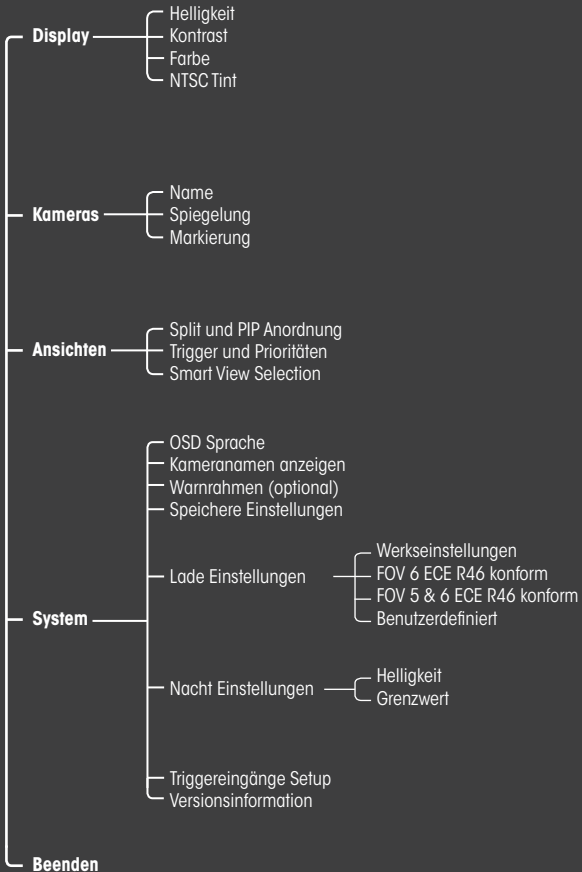 Display
Helligkeit
Kontrast
Farbe
NTSC Tint
Kameras
Name
Spiegelung
Markierung
Ansichten
Split und PIP Anordnung
Trigger und Prioritäten
Smart View Selection
System
OSD Sprache
Kameranamen anzeigen
Warnrahmen (optional)
Speichere Einstellungen
Lade Einstellungen
Werkseinstellungen
FOV 6 ECE R46 konform
FOV 5 & 6 ECE R46 konform
Benutzerdefiniert
Nacht Einstellungen
Helligkeit
Grenzwert
Triggereingänge Setup
Versionsinformation
Beenden